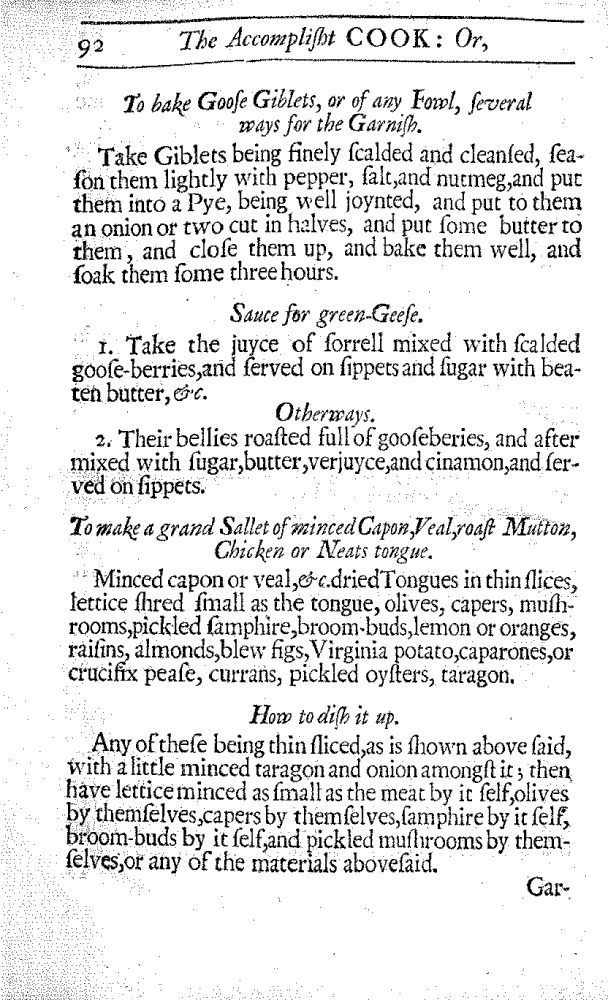 92 The Accompliſht COOK: Or,
To bake Gooſe Giblets, or of any Fowl, ſeveral
ways for the Garniſh.
Take Giblets being finely ſcalded and cleanſed, ſea-
ſon them lightly with pepper, ſalt,and nutmeg,and put
them into a Pye, being well joynted, and put to them
an onion or two cut in halves, and put ſome butter to
them, and cloſe them up, and bake them well, and
ſoak them ſome three hours.
Sauce for green-Geeſe.
1. Take the juyce of ſorrell mixed with ſcalded
gooſe-berries,and ſerved on ſippets and ſugar with bea-
ten butter, &c.
Otherways.
2. Their bellies roaſted full of gooſeberies, and after
mixed with ſugar,butter,verjuyce,and cinamon,and ſer-
ved on ſippets.
To make a grand Sallet of minced Capon,Veal,roaſt Mutton,
Chicken or Neats tongue.
Minced capon or veal,&c.dried Tongues in thin ſlices,
lettice ſhred ſmall as the tongue, olives, capers, muſh-
rooms,pickled ſamphire,broom-buds,lemon or oranges,
raiſins, almonds,blew figs,Virginia potato,caparones,or
crucifix peaſe, currans, pickled oyſters, taragon.
How to diſh it up.
Any of theſe being thin ſliced,as is ſhown above ſaid,
with a little minced taragon and onion amongſt it; then
have lettice minced as ſmall as the meat by it ſelf,olives
by themſelves,capers by themſelves,ſamphire by it ſelf,
broom-buds by it ſelf,and pickled muſhrooms by them-
ſelves,or any of the materials aboveſaid.
Gar-